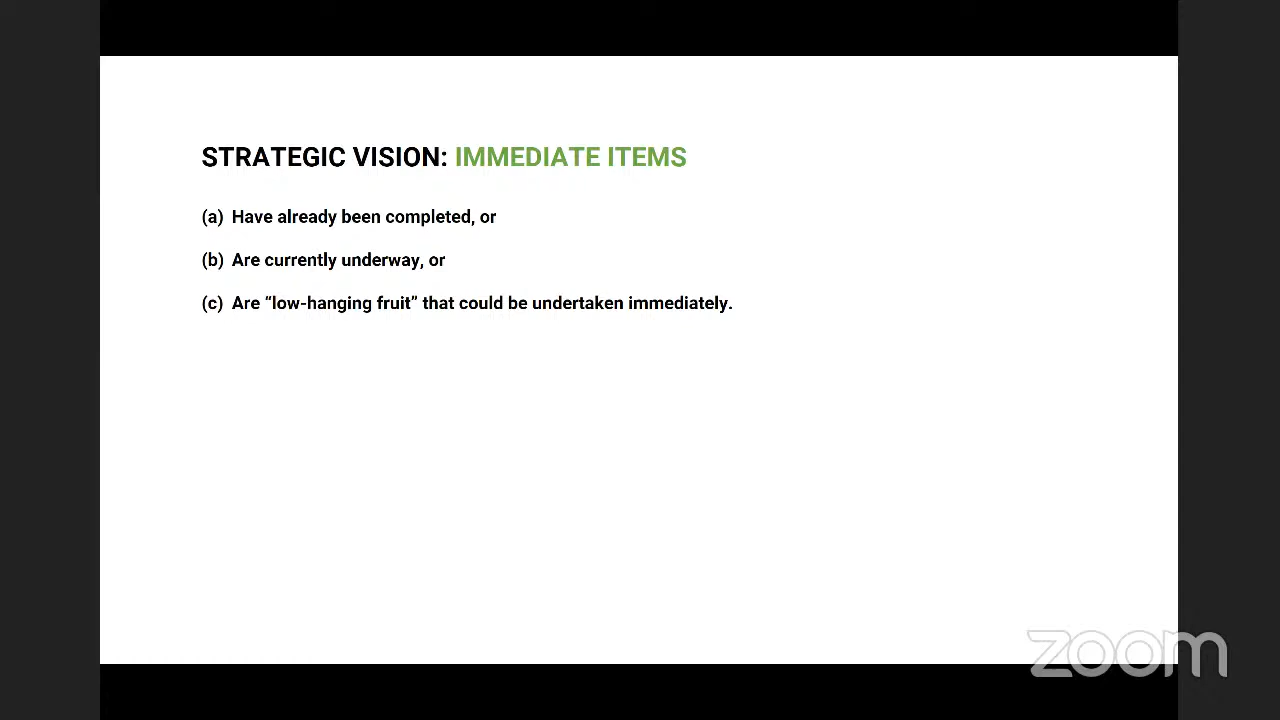 STRATEGIC VISION: IMMEDIATE ITEMS
(a) Have already been completed, or
(b) Are currently underway, or
(c) Are “low-hanging fruit” that could be undertaken immediately.
zoom